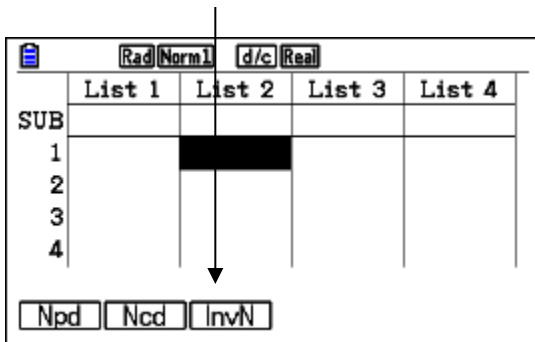 Rad Norm1 d/c Real
List 1 List 2 List 3 List 4
SUB
1
2
3
4
Npd Ncd InvN